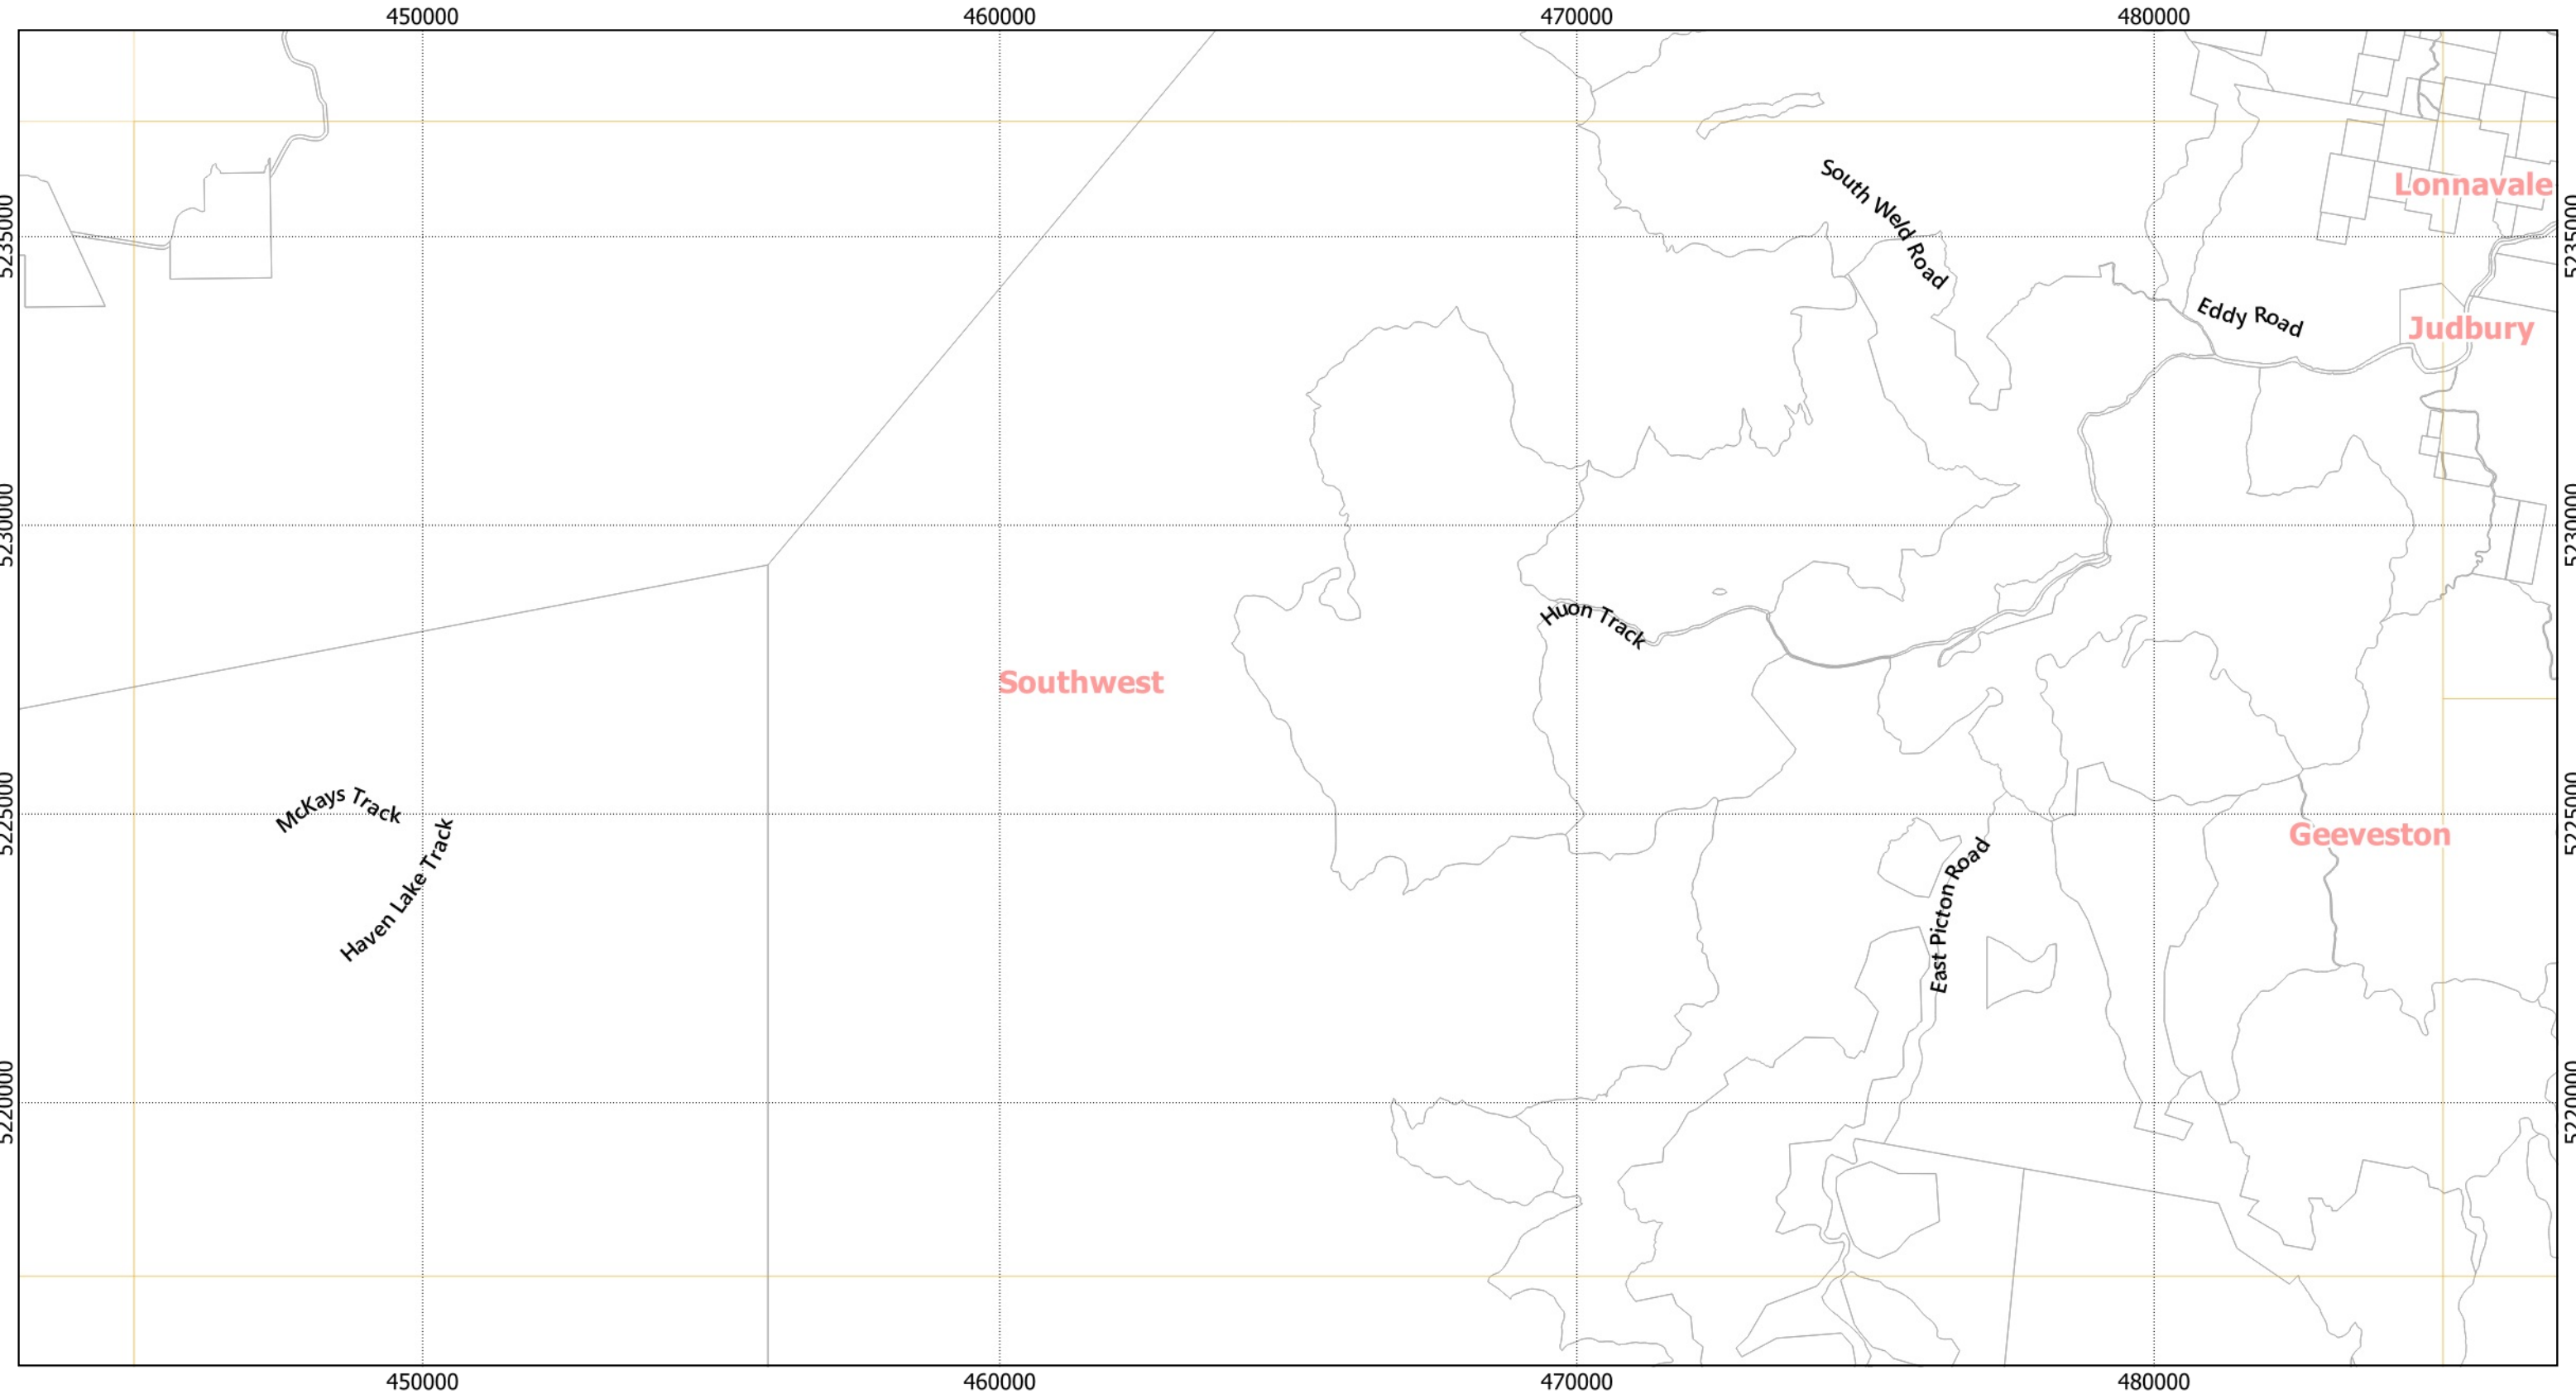 450000 460000 470000 480000
5235000 5235000
5230000 5230000
5225000 5225000
5220000 5220000
South Weld Road
Lonnavale
Eddy Road
Judbury
Huon Track
Southwest
McKays Track
Haven Lake Track
Geeveston
East Picton Road
450000 460000 470000 480000